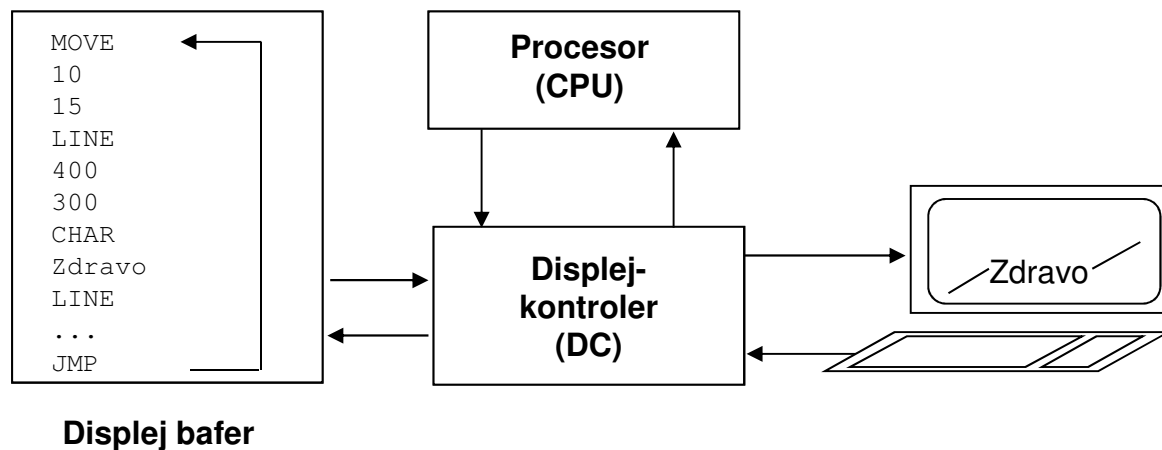 MOVE
10
15
LINE
400
300
CHAR
Zdravo
LINE
...
JMP
Displej bafer
Procesor
(CPU)
Displej-
kontroler
(DC)
Zdravo